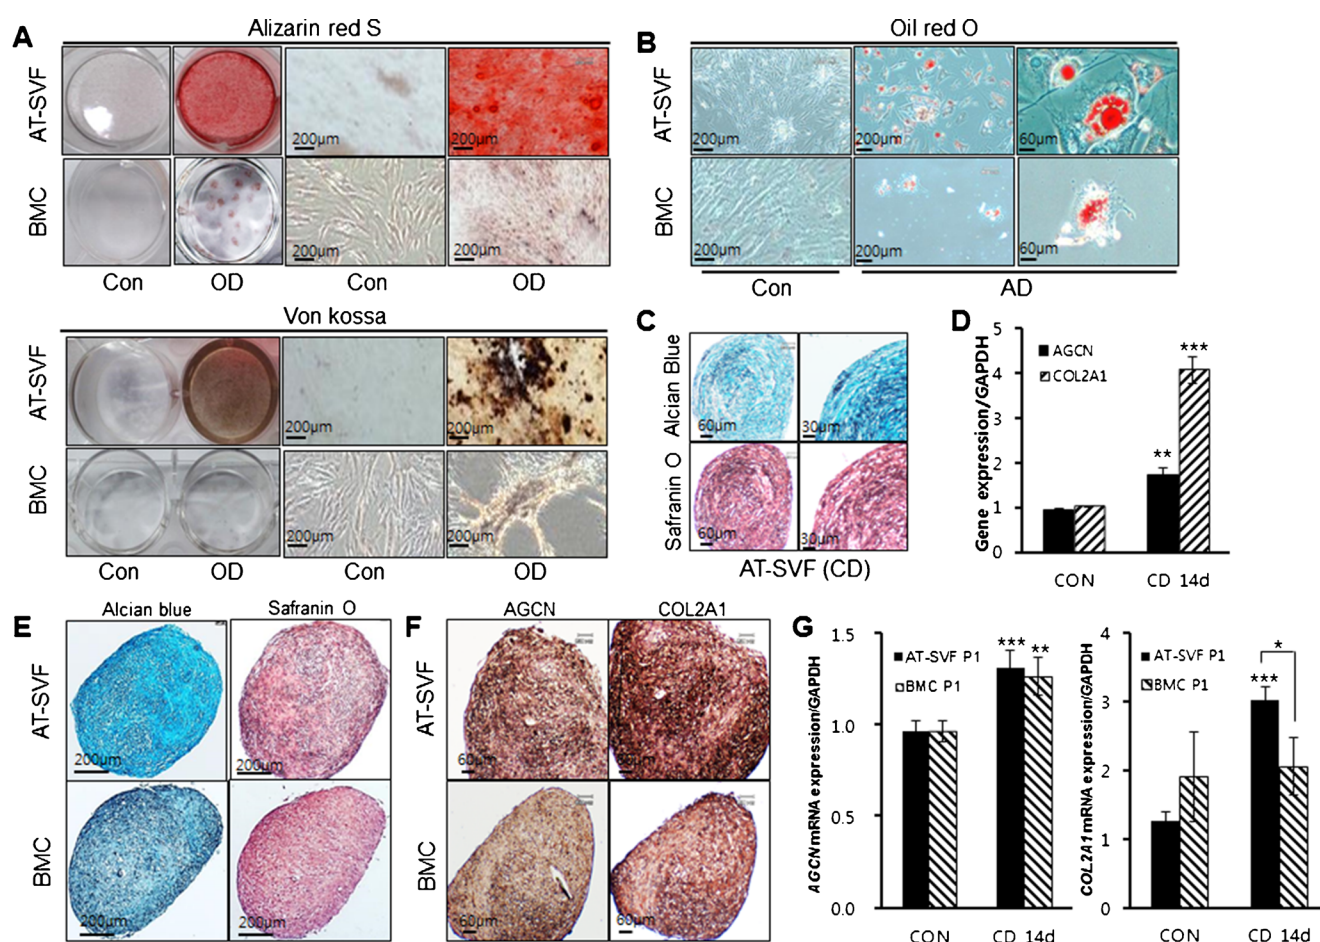 A
Alizarin red S
AT-SVF
200µm
200µm
BMC
200µm
200µm
Con
OD
Con
OD
Von kossa
AT-SVF
200µm
200µm
BMC
200µm
200µm
Con
OD
Con
OD
B
Oil red O
AT-SVF
200µm
200µm
60µm
BMC
200µm
200µm
60µm
Con
AD
C
Alcian Blue
60µm
30µm
Safranin O
60µm
30µm
AT-SVF (CD)
D
Gene expression/GAPDH
5
4
3
2
1
0
AGCN
COL2A1
**
***
CON
CD 14d
E
Alcian blue
Safranin O
AT-SVF
200µm
200µm
BMC
200µm
200µm
F
AGCN
COL2A1
AT-SVF
60µm
BMC
60µm
60µm
G
AGCN mRNA expression/GAPDH
1.5
1.0
0.5
0.0
AT-SVF P1
BMC P1
***
**
CON
CD 14d
COL2A1 mRNA expression/GAPDH
4
3
2
1
0
AT-SVF P1
BMC P1
*
***
CON
CD 14d